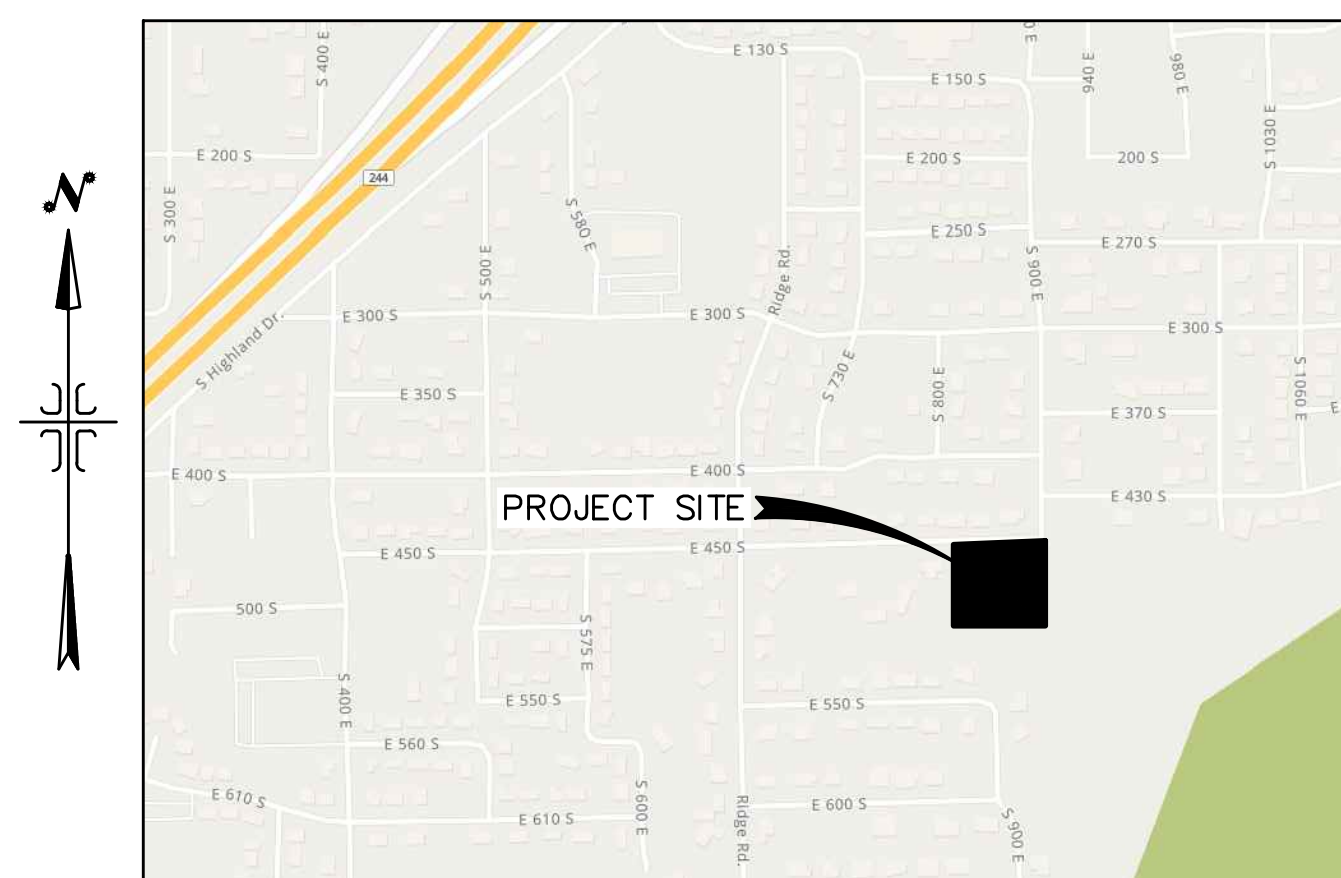 S 400 E
E 130 S
0 E
E 150 S
940 E
980 E
S 1030 E
E 200 S
244
E 200 S
200 S
N
S 300 E
S 580 E
S 500 E
E 250 S
E 270 S
S 900 E
Ridge Rd.
E 300 S
E 300 S
E 300 S
S Highland Dr.
S 730 E
S 800 E
E 350 S
E 370 S
S 1060 E
E
E 400 S
E 400 S
E 430 S
PROJECT SITE
E 450 S
E 450 S
500 S
S 575 E
S 400 E
E 550 S
E 550 S
E 560 S
E 610 S
S 600 E
E 610 S
Ridge Rd.
E 600 S
S 900 E